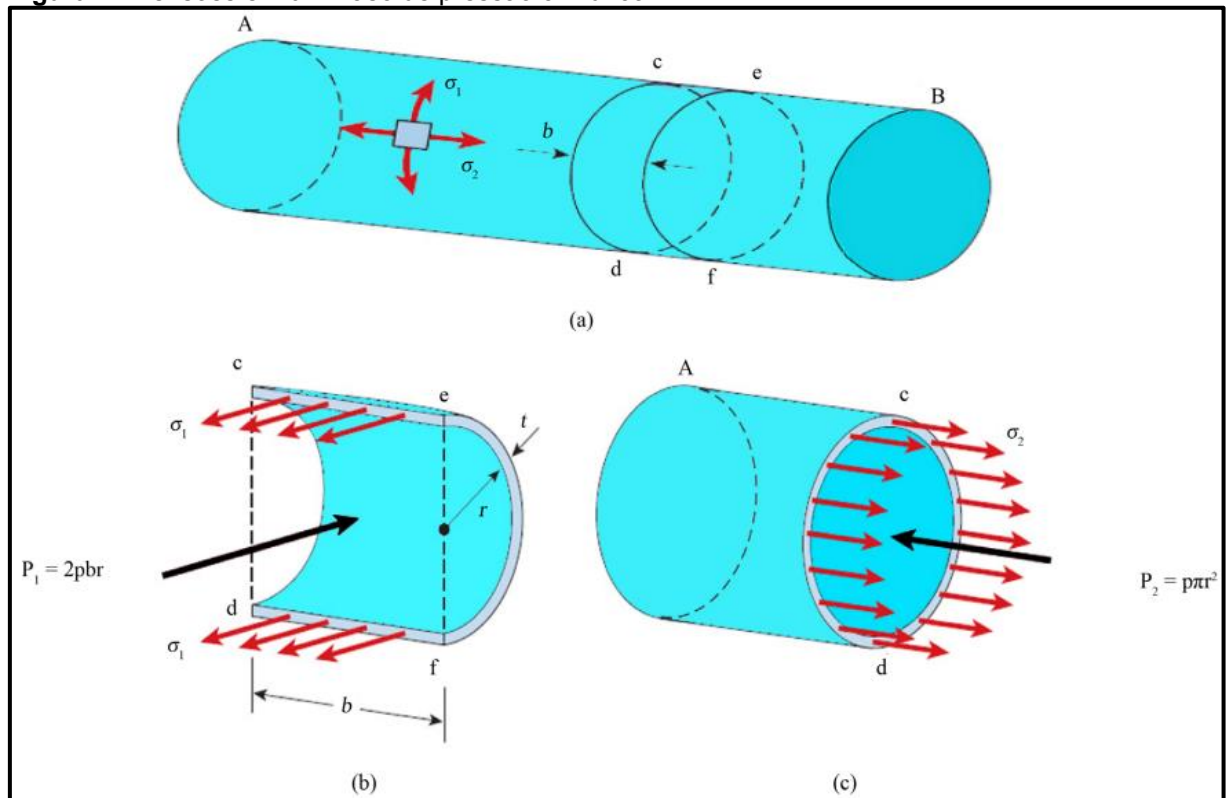 A
c
e
B
σ₁
b
σ₂
d
f
(a)
c
e
σ₁
t
r
P₁ = 2pbr
d
σ₁
f
b
(b)
A
c
σ₂
P₂ = pπr²
d
(c)